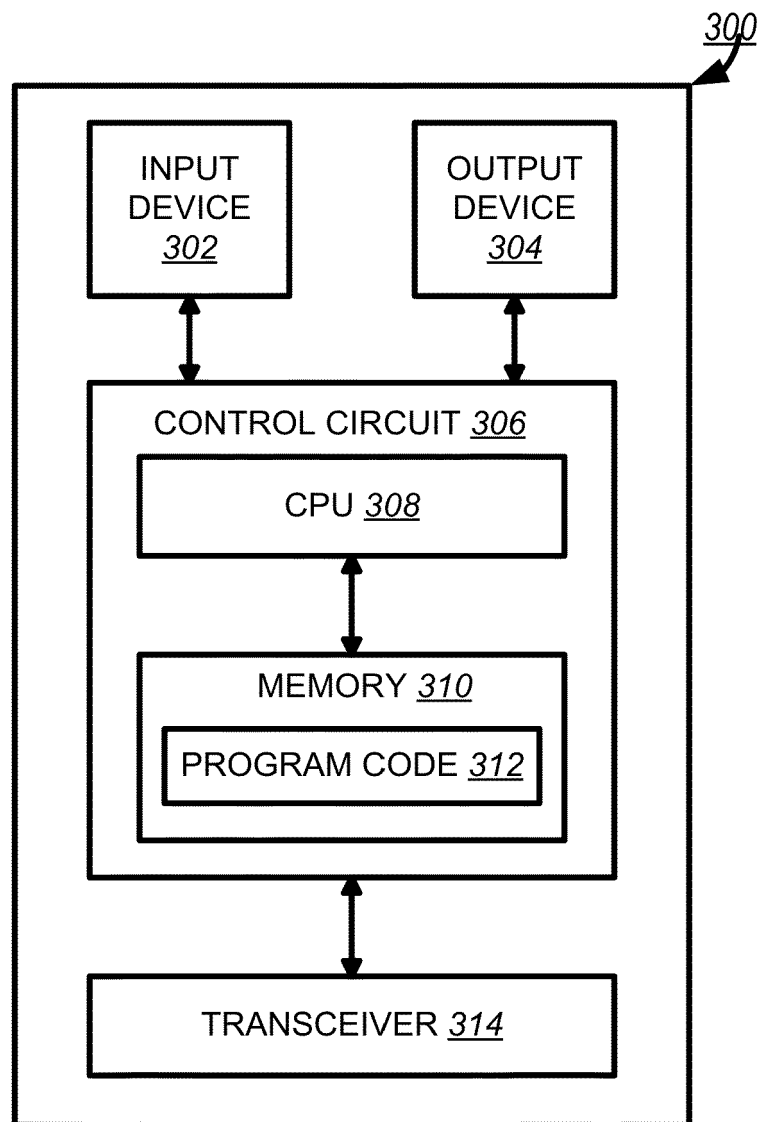 300
INPUT
DEVICE
302
OUTPUT
DEVICE
304
CONTROL CIRCUIT 306
CPU 308
MEMORY 310
PROGRAM CODE 312
TRANSCEIVER 314